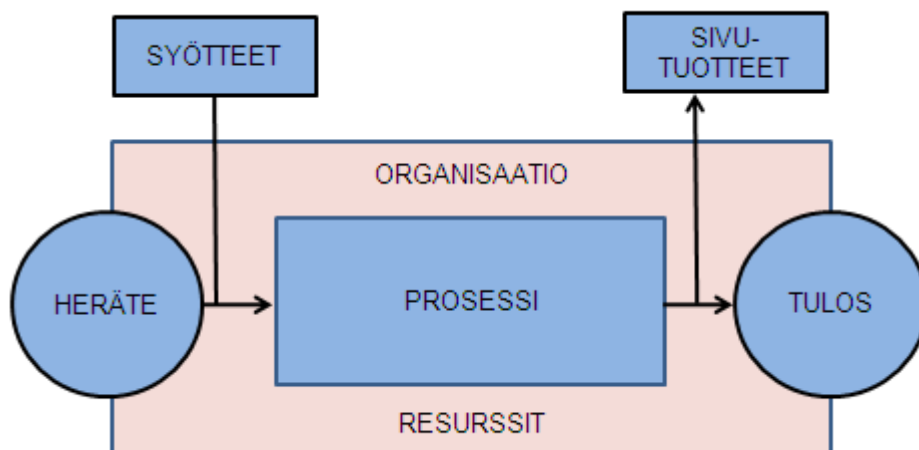 SYÖTTEET
SIVU-
TUOTTEET
ORGANISAATIO
HERÄTE
PROSESSI
TULOS
RESURSSIT